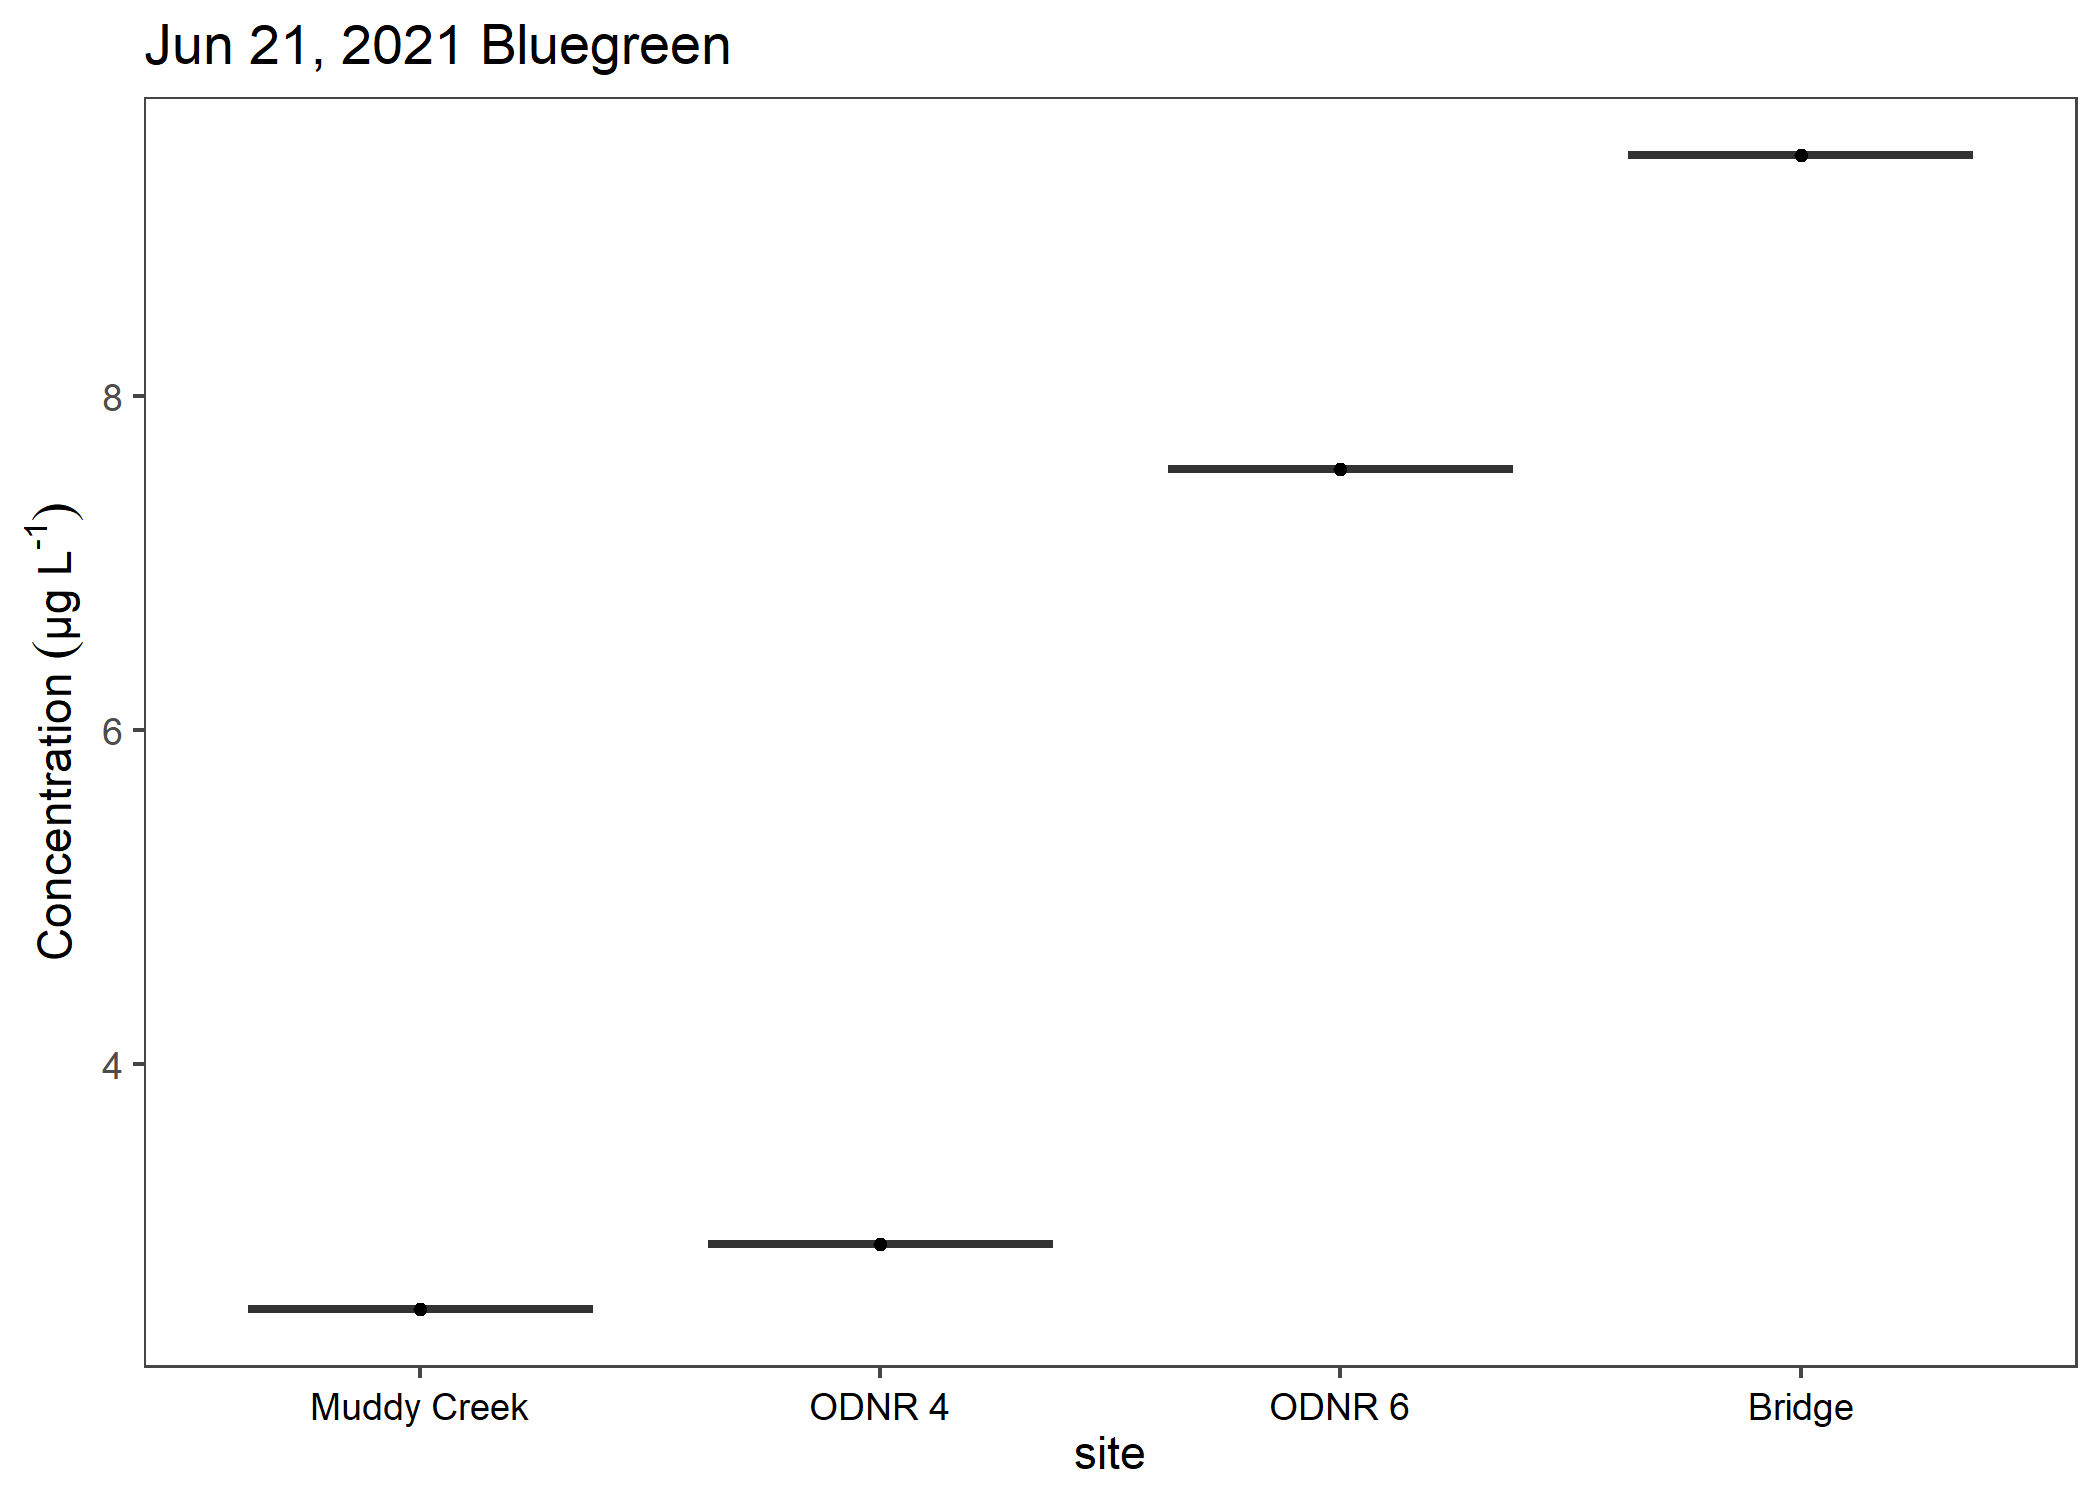 Jun 21, 2021 Bluegreen
Concentration (µg L⁻¹)
8
6
4
Muddy Creek ODNR 4 ODNR 6 Bridge
site